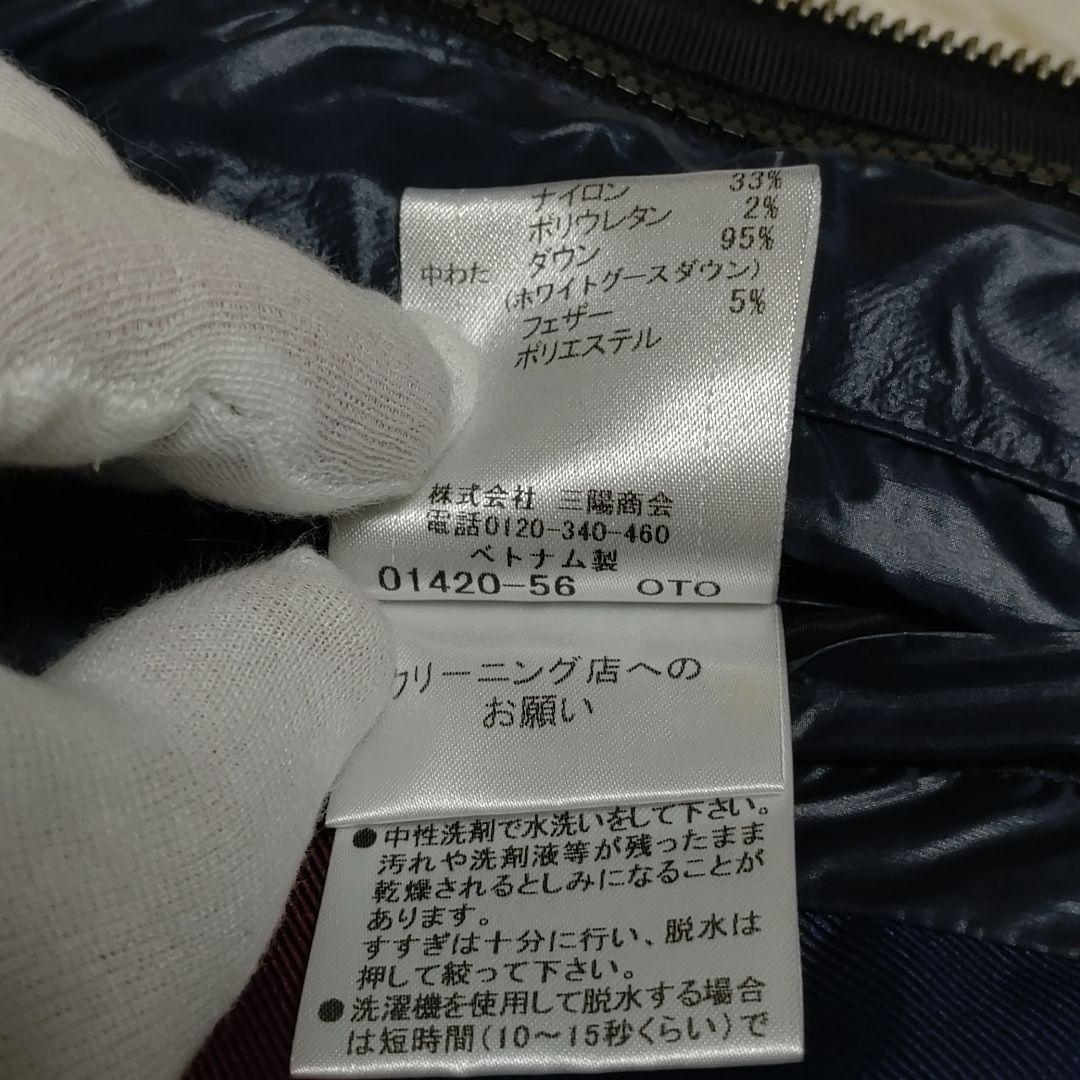 ナイロン 33%
ポリウレタン 2%
中わた ダウン 95%
(ホワイトグースダウン)
フェザー 5%
ポリエステル
株式会社 三陽商会
電話0120-340-460
ベトナム製
01420-56 OTO
クリーニング店への
お願い
●中性洗剤で水洗いをして下さい。
汚れや洗剤液等が残ったまま
乾燥されるとしみになることが
あります。
すすぎは十分に行い、脱水は
押して絞って下さい。
●洗濯機を使用して脱水する場合
は短時間(10～15秒くらい)で